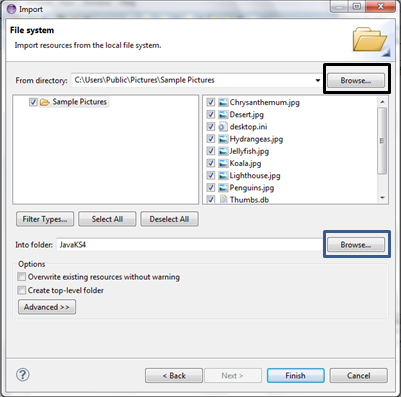 Import
File system
Import resources from the local file system.
From directory: C:\Users\Public\Pictures\Sample Pictures Browse...
Sample Pictures
Chrysanthemum.jpg
Desert.jpg
desktop.ini
Hydrangeas.jpg
Jellyfish.jpg
Koala.jpg
Lighthouse.jpg
Penguins.jpg
Thumbs.db
Filter Types... Select All Deselect All
Into folder: JavaKS4 Browse...
Options
Overwrite existing resources without warning
Create top-level folder
Advanced >>
? < Back Next > Finish Cancel